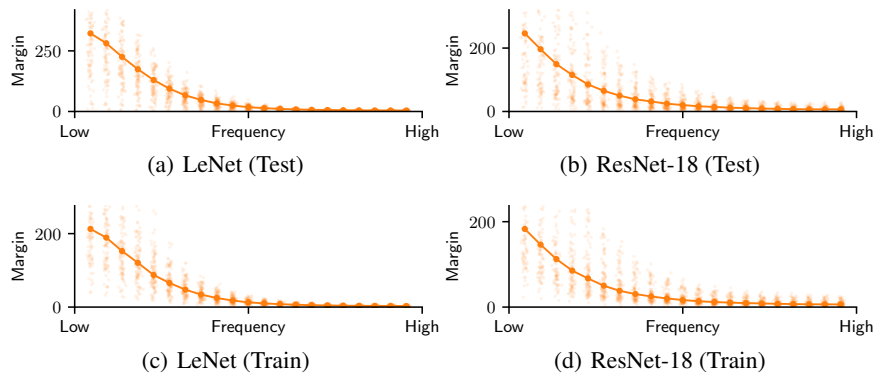 Margin
250
0
Low
Frequency
High
(a) LeNet (Test)
Margin
200
0
Low
Frequency
High
(b) ResNet-18 (Test)
Margin
200
0
Low
Frequency
High
(c) LeNet (Train)
Margin
200
0
Low
Frequency
High
(d) ResNet-18 (Train)